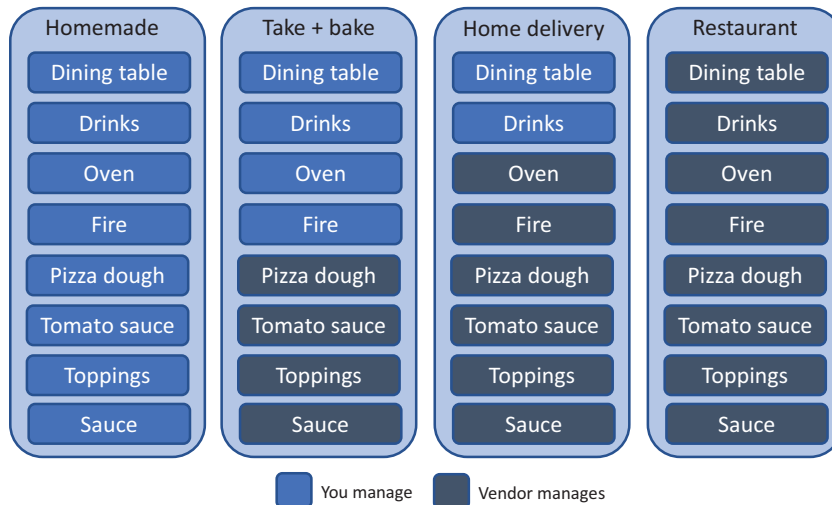 Homemade
Dining table
Drinks
Oven
Fire
Pizza dough
Tomato sauce
Toppings
Sauce
Take + bake
Dining table
Drinks
Oven
Fire
Pizza dough
Tomato sauce
Toppings
Sauce
Home delivery
Dining table
Drinks
Oven
Fire
Pizza dough
Tomato sauce
Toppings
Sauce
Restaurant
Dining table
Drinks
Oven
Fire
Pizza dough
Tomato sauce
Toppings
Sauce
You manage
Vendor manages